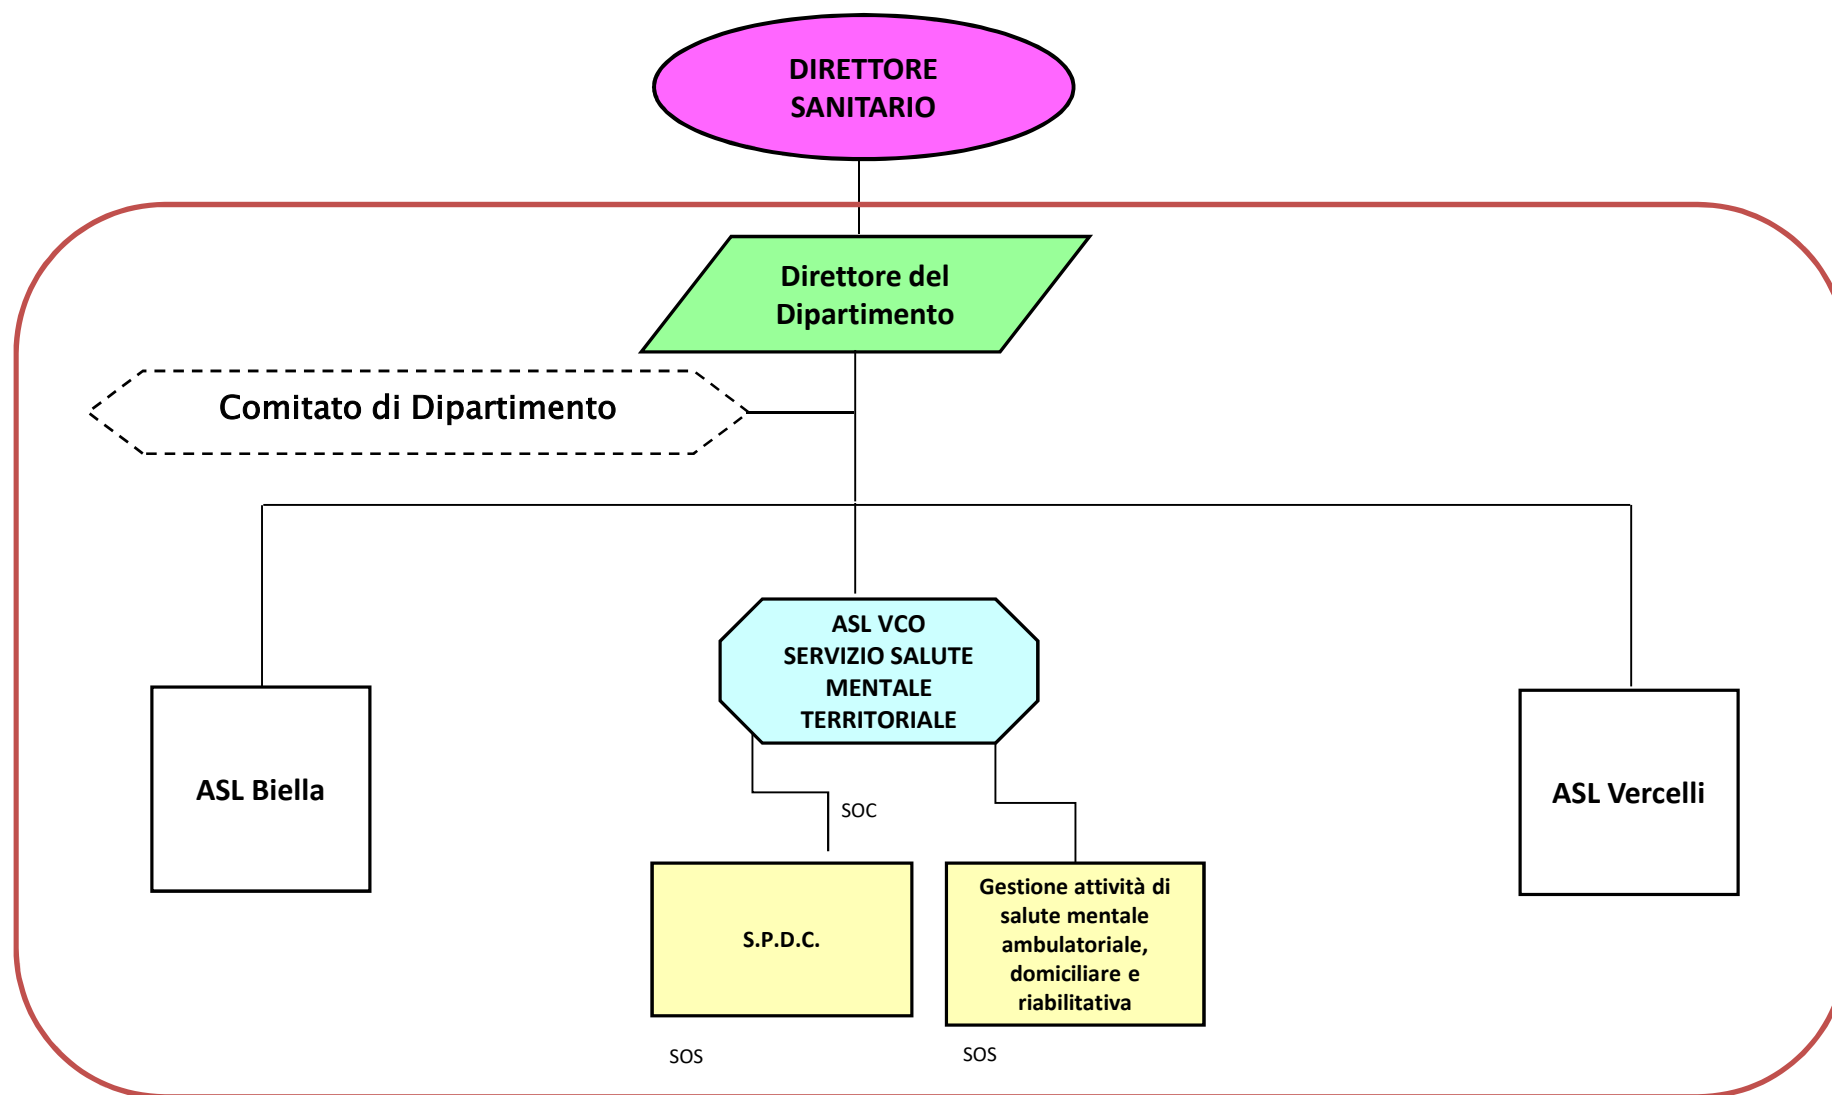 DIRETTORE
SANITARIO
Direttore del
Dipartimento
Comitato di Dipartimento
ASL VCO
SERVIZIO SALUTE
MENTALE
TERRITORIALE
ASL Biella
ASL Vercelli
SOC
S.P.D.C.
Gestione attività di
salute mentale
ambulatoriale,
domiciliare e
riabilitativa
SOS
SOS